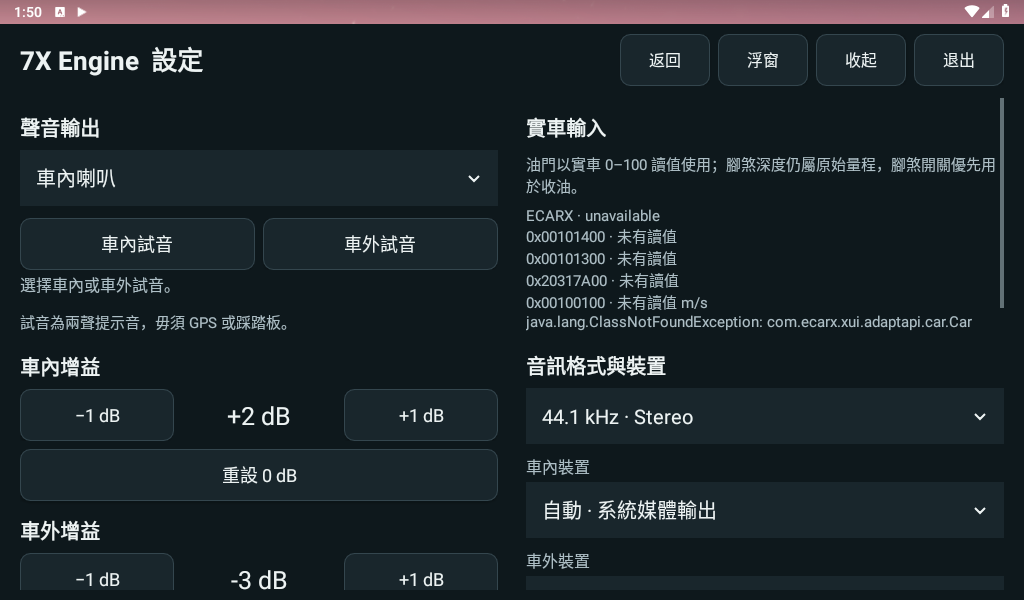 1:50
7X Engine 設定
返回
浮窗
收起
退出
聲音輸出
車內喇叭
車內試音
車外試音
選擇車內或車外試音。
試音為兩聲提示音，毋須 GPS 或踩踏板。
車內增益
−1 dB
+2 dB
+1 dB
重設 0 dB
車外增益
−1 dB
-3 dB
+1 dB
實車輸入
油門以實車 0–100 讀值使用；腳煞深度仍屬原始量程，腳煞開關優先用
於收油。
ECARX · unavailable
0x00101400 · 未有讀值
0x00101300 · 未有讀值
0x20317A00 · 未有讀值
0x00100100 · 未有讀值 m/s
java.lang.ClassNotFoundException: com.ecarx.xui.adaptapi.car.Car
音訊格式與裝置
44.1 kHz · Stereo
車內裝置
自動 · 系統媒體輸出
車外裝置